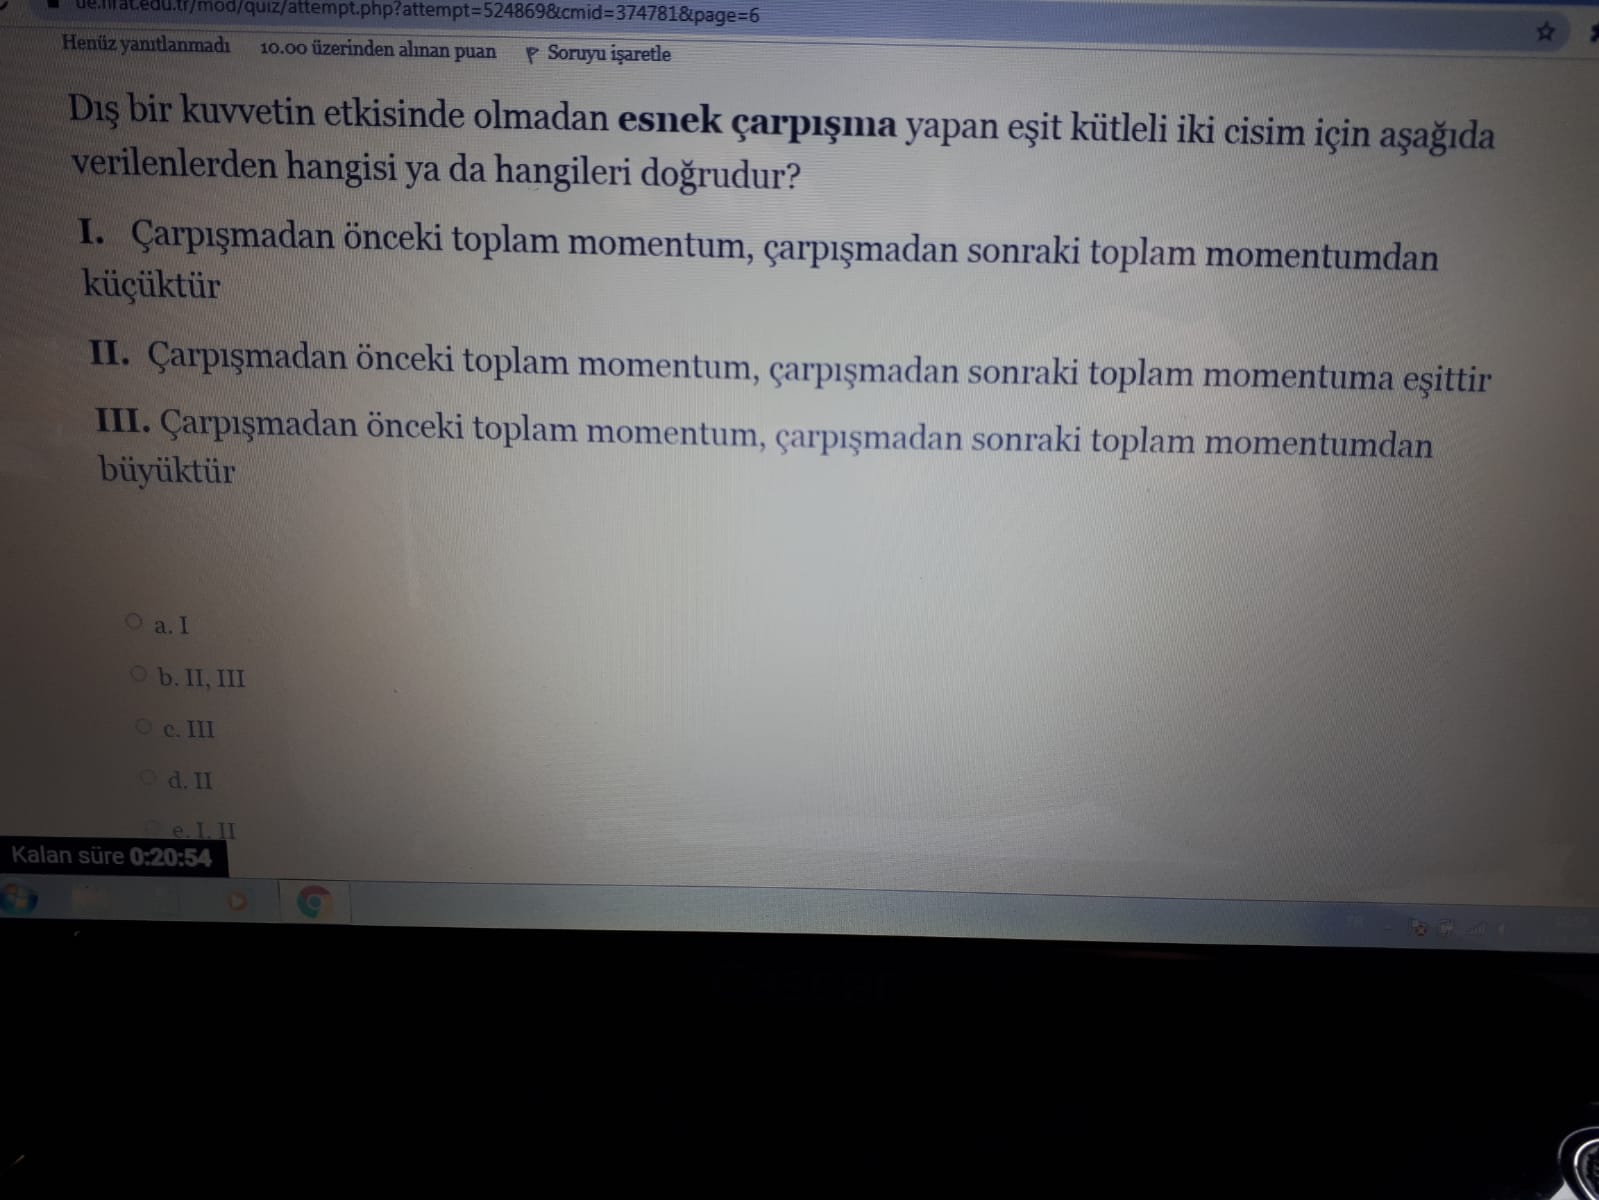 ue.firat.edu.tr/mod/quiz/attempt.php?attempt=524869&cmid=374781&page=6
Henüz yanıtlanmadı 10.00 üzerinden alınan puan Soruyu işaretle
Dış bir kuvvetin etkisinde olmadan esnek çarpışma yapan eşit kütleli iki cisim için aşağıda
verilenlerden hangisi ya da hangileri doğrudur?
I. Çarpışmadan önceki toplam momentum, çarpışmadan sonraki toplam momentumdan
küçüktür
II. Çarpışmadan önceki toplam momentum, çarpışmadan sonraki toplam momentuma eşittir
III. Çarpışmadan önceki toplam momentum, çarpışmadan sonraki toplam momentumdan
büyüktür
a. I
b. II, III
c. III
d. II
e. I, II
Kalan süre 0:20:54